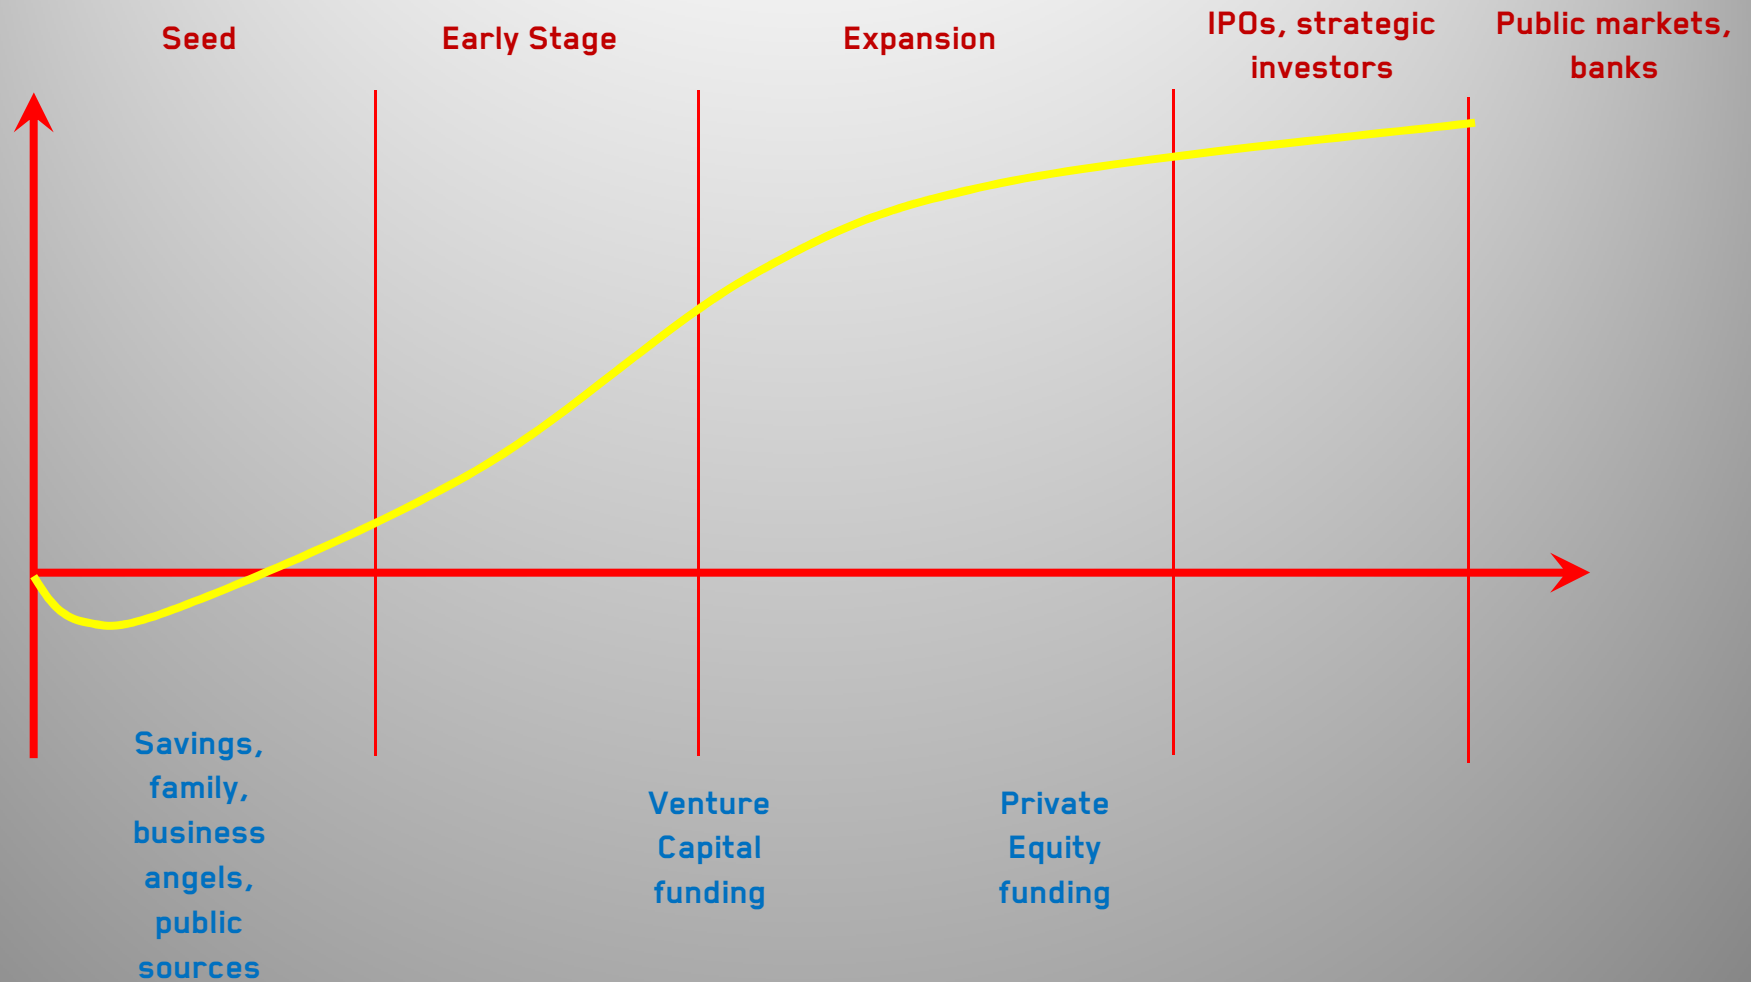 Seed
Early Stage
Expansion
IPOs, strategic
investors
Public markets,
banks
Savings,
family,
business
angels,
public
sources
Venture
Capital
funding
Private
Equity
funding